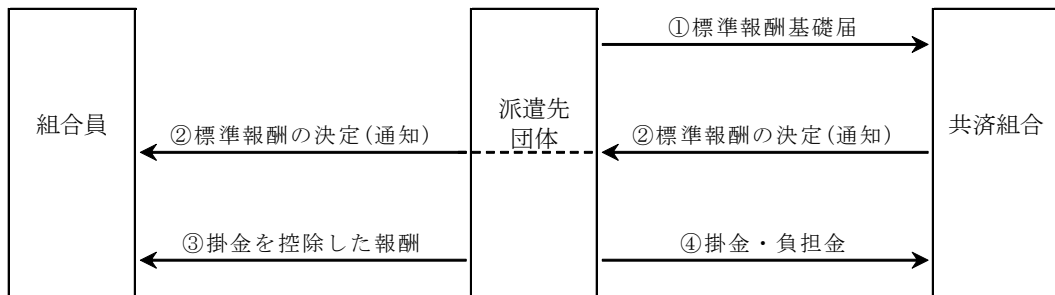 ①標準報酬基礎届
組合員
派遣先
団体
共済組合
②標準報酬の決定(通知)
②標準報酬の決定(通知)
③掛金を控除した報酬
④掛金・負担金